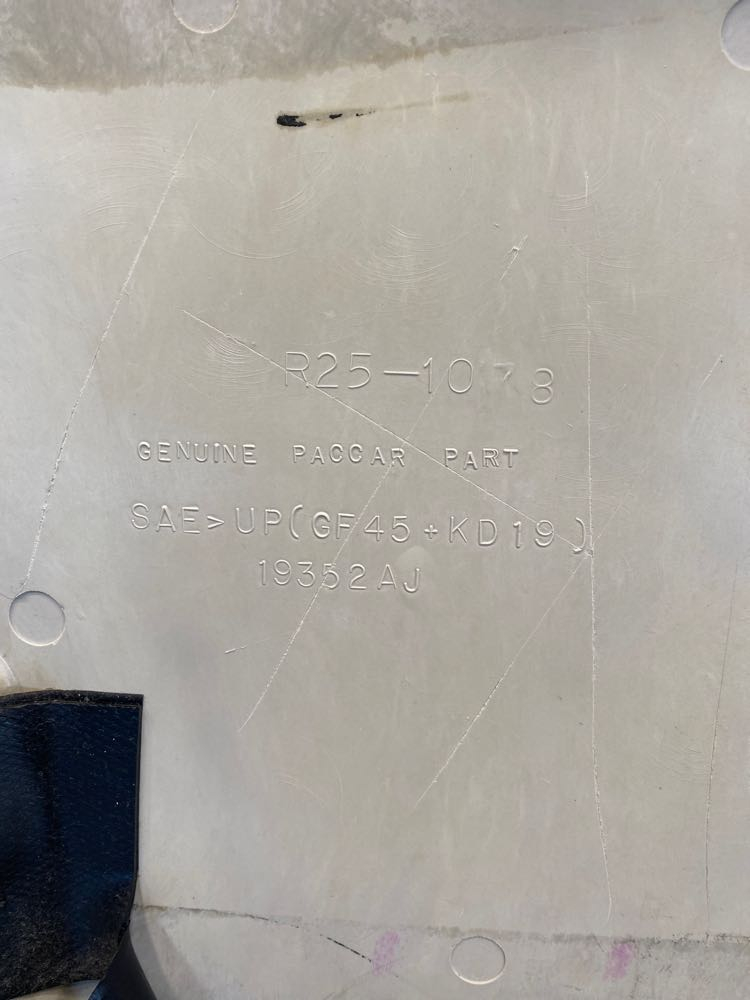 GENUINE PACCAR PART
SAE>UP(GF45+KD19)
19352AJ